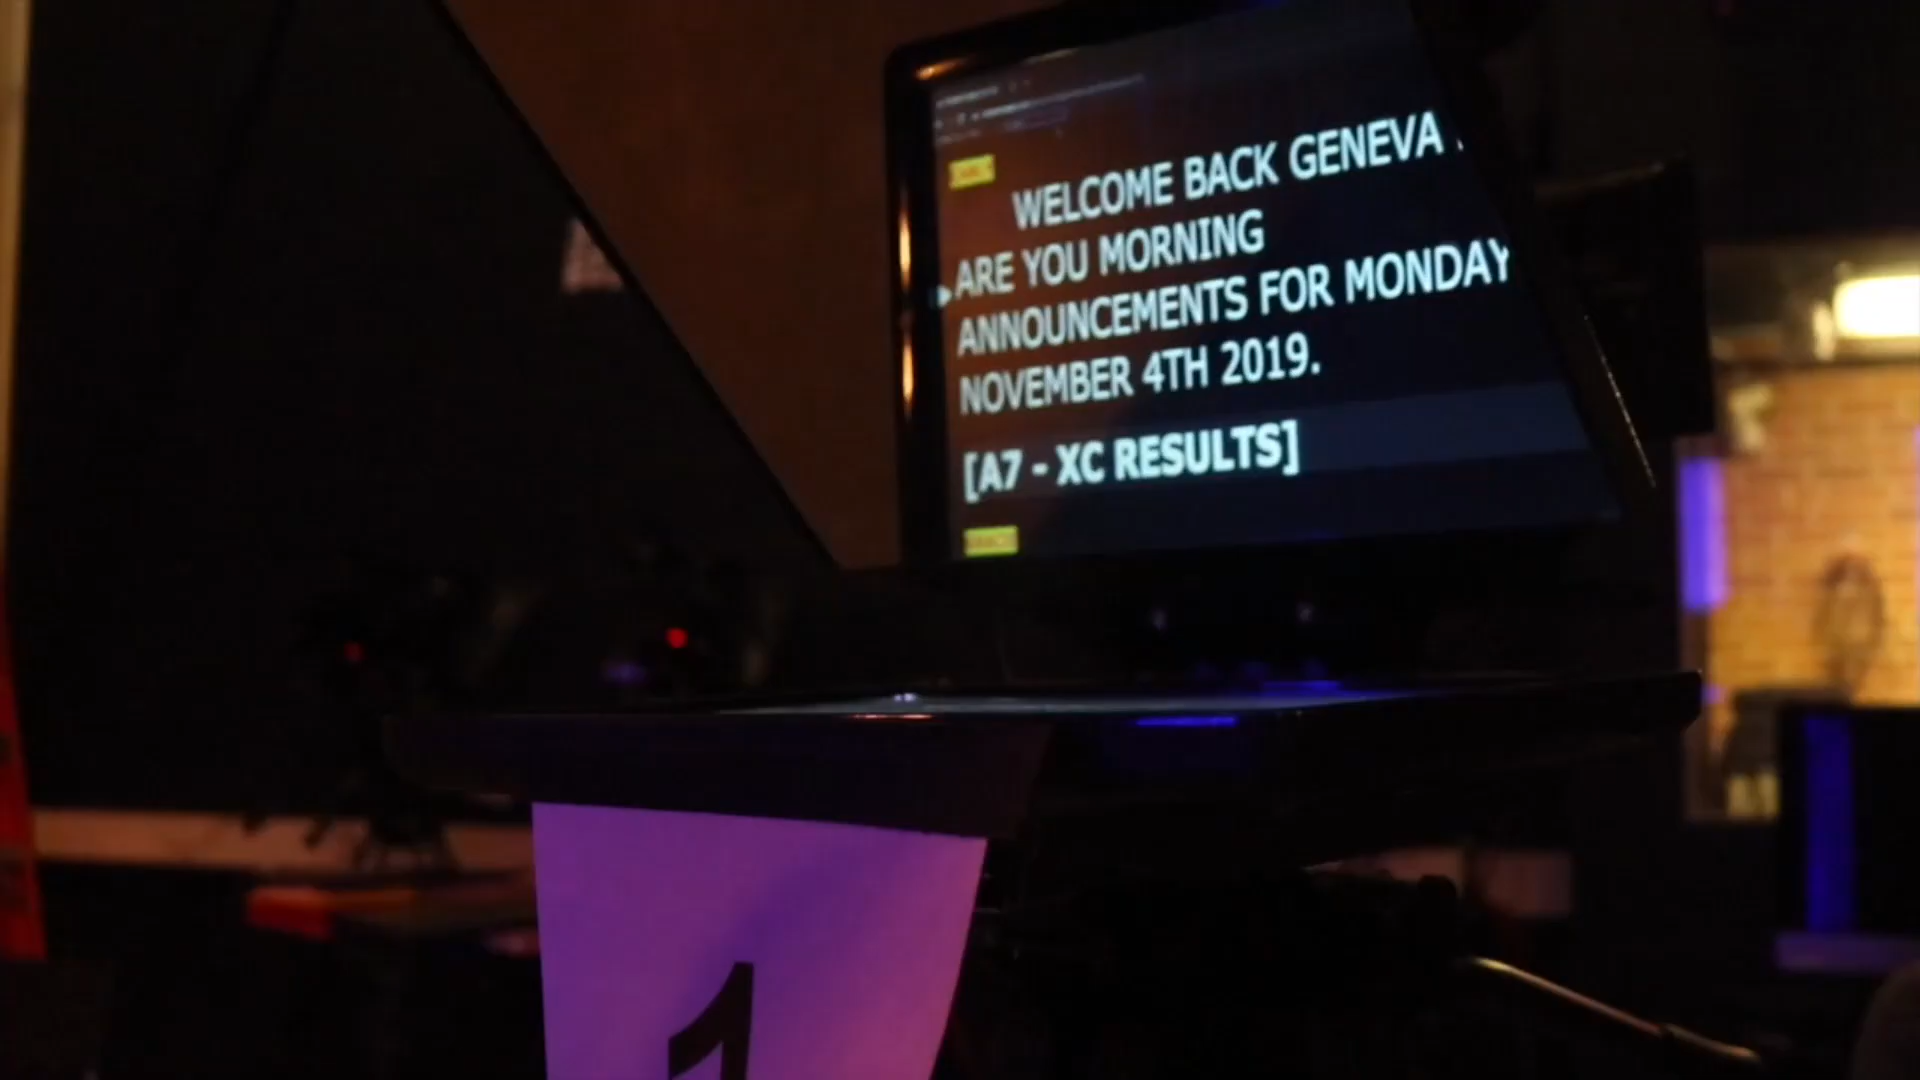 WELCOME BACK GENEVA
ARE YOU MORNING
ANNOUNCEMENTS FOR MONDAY
NOVEMBER 4TH 2019.
[A7 - XC RESULTS]
1